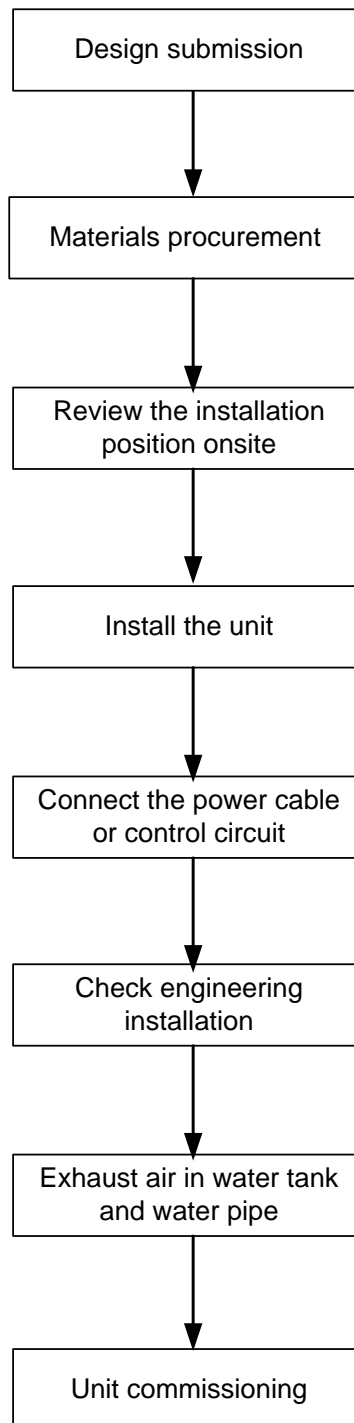 Design submission
Materials procurement
Review the installation
position onsite
Install the unit
Connect the power cable
or control circuit
Check engineering
installation
Exhaust air in water tank
and water pipe
Unit commissioning